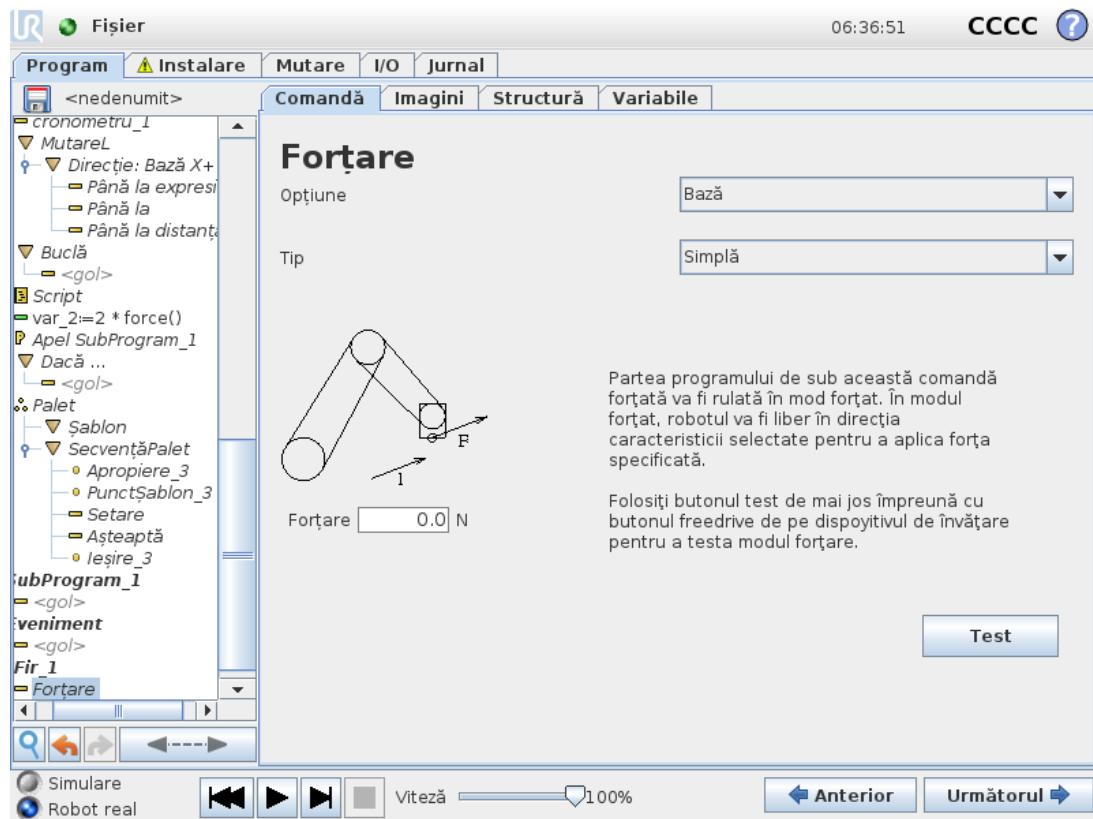 UR
Fișier
06:36:51
CCCC
?
Program
Instalare
Mutare
I/O
Jurnal
<nedenumit>
Comandă
Imagini
Structură
Variabile
cronometru_1
MutareL
Direcție: Bază X+
Până la expresi
Până la
Până la distanța
Buclă
<gol>
Script
var_2:=2 * force()
Apel SubProgram_1
Dacă ...
<gol>
Palet
Șablon
SecvențăPalet
Apropiere_3
PunctȘablon_3
Setare
Așteaptă
Ieșire_3
SubProgram_1
<gol>
Eveniment
<gol>
Fir_1
Forțare
Forțare
Opțiune
Bază
Tip
Simplă
F
1
Forțare
0.0
N
Partea programului de sub această comandă
forțată va fi rulată în mod forțat. În modul
forțat, robotul va fi liber în direcția
caracteristicii selectate pentru a aplica forța
specificată.
Folosiți butonul test de mai jos împreună cu
butonul freedrive de pe dispoyitivul de învățare
pentru a testa modul forțare.
Test
Simulare
Robot real
Viteză
100%
Anterior
Următorul